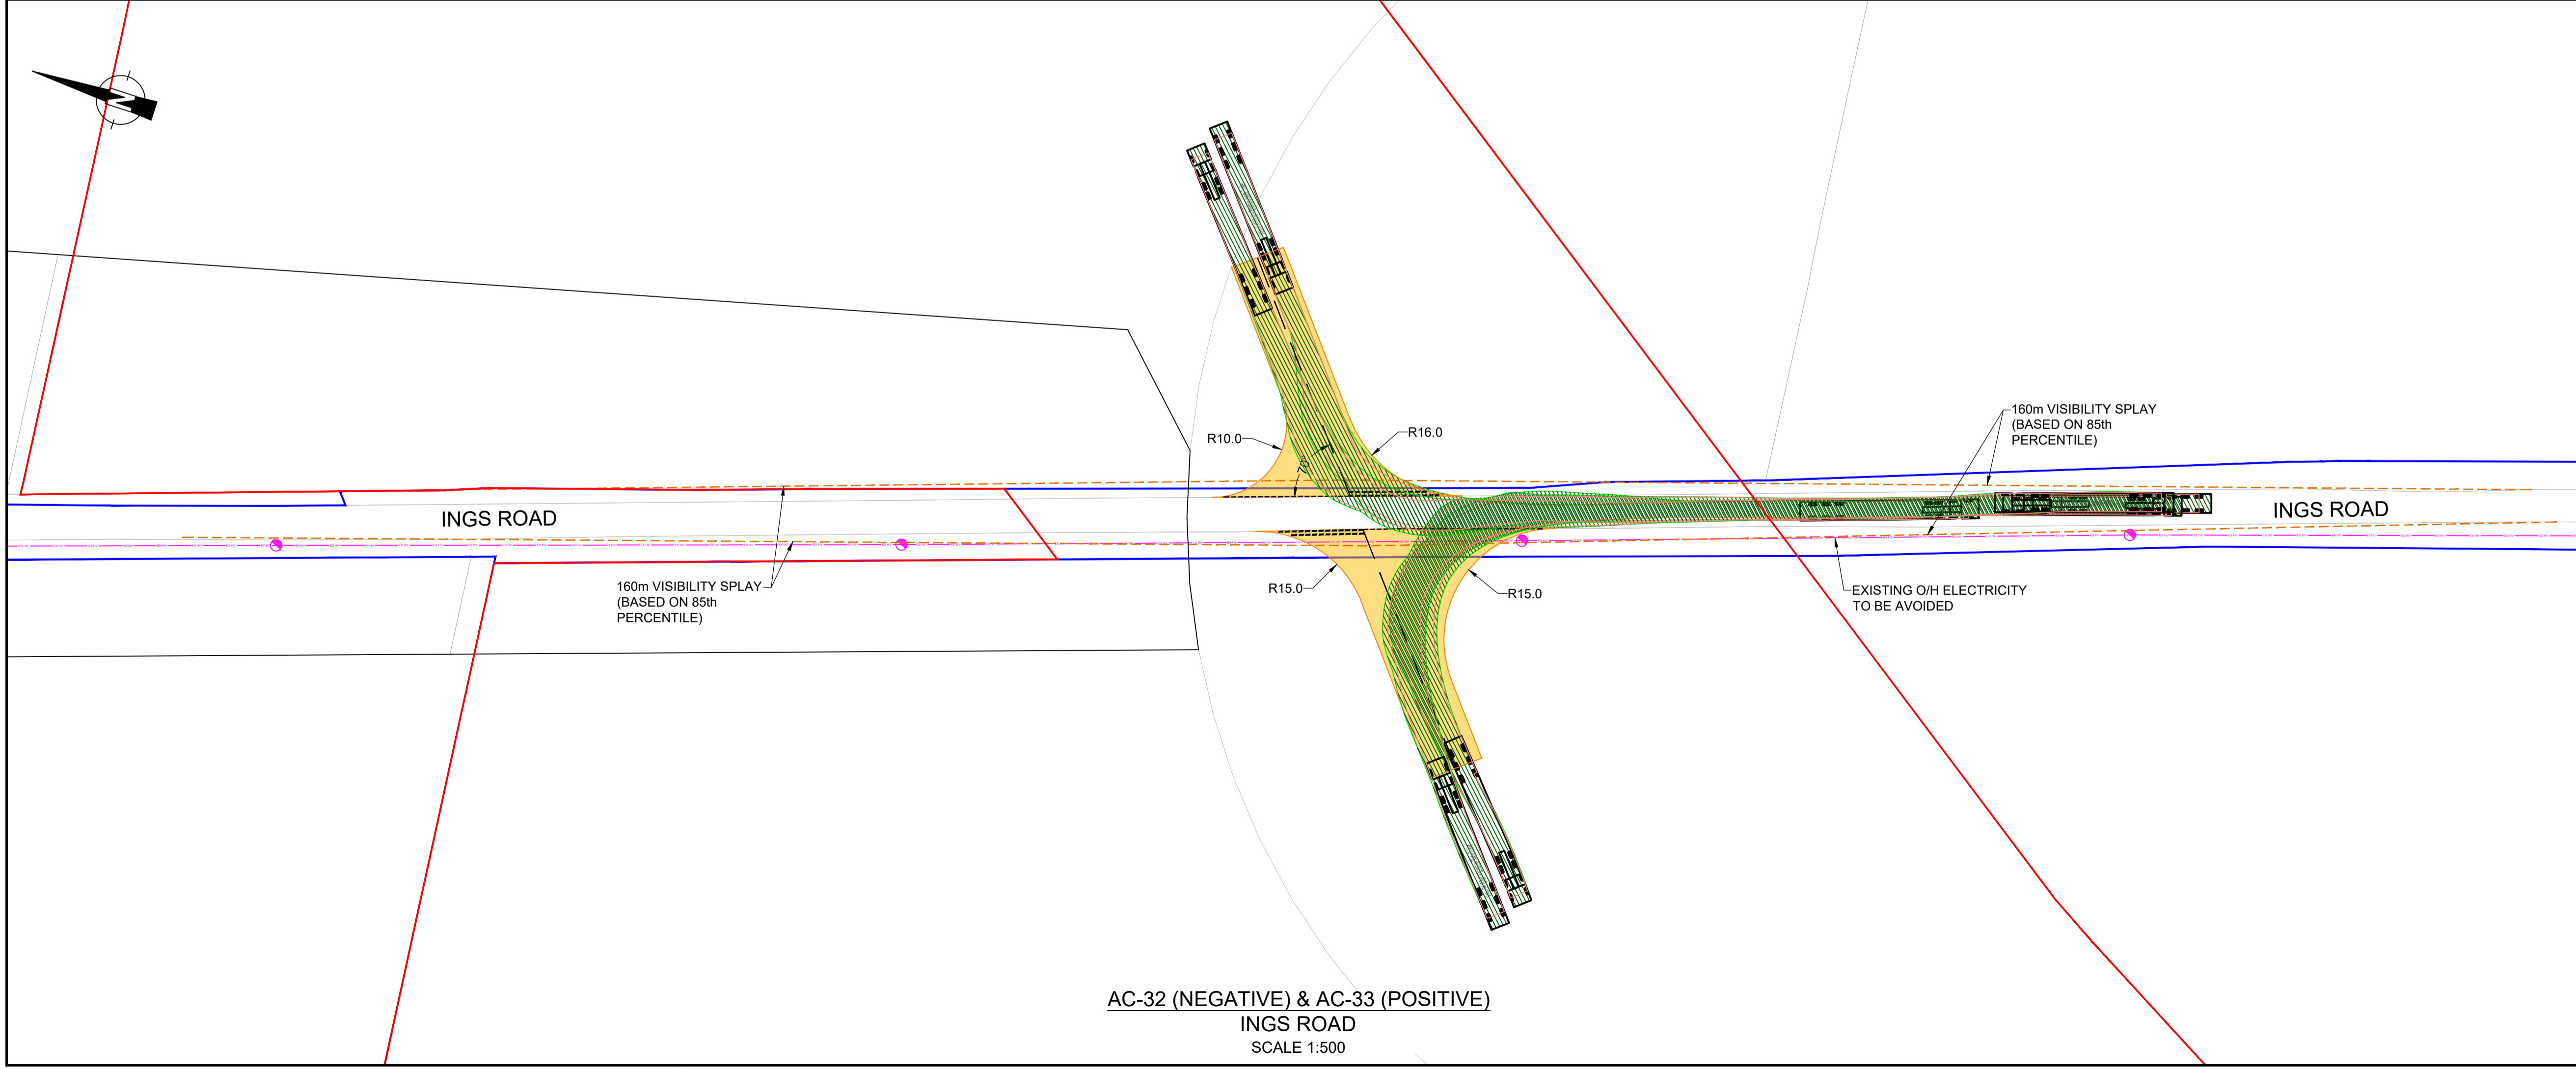 R10.0
R16.0
70°
160m VISIBILITY SPLAY
(BASED ON 85th
PERCENTILE)
INGS ROAD
INGS ROAD
160m VISIBILITY SPLAY
(BASED ON 85th
PERCENTILE)
R15.0
R15.0
EXISTING O/H ELECTRICITY
TO BE AVOIDED
AC-32 (NEGATIVE) & AC-33 (POSITIVE)
INGS ROAD
SCALE 1:500